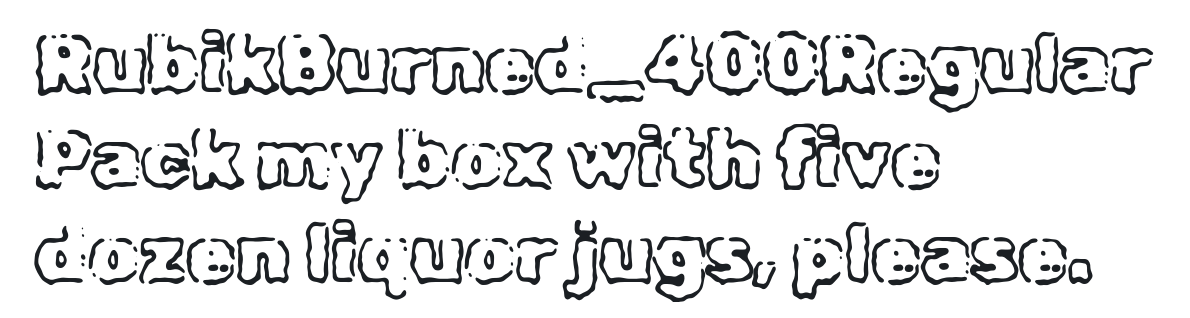 RubikBurned_400Regular
Pack my box with five
dozen liquor jugs, please.